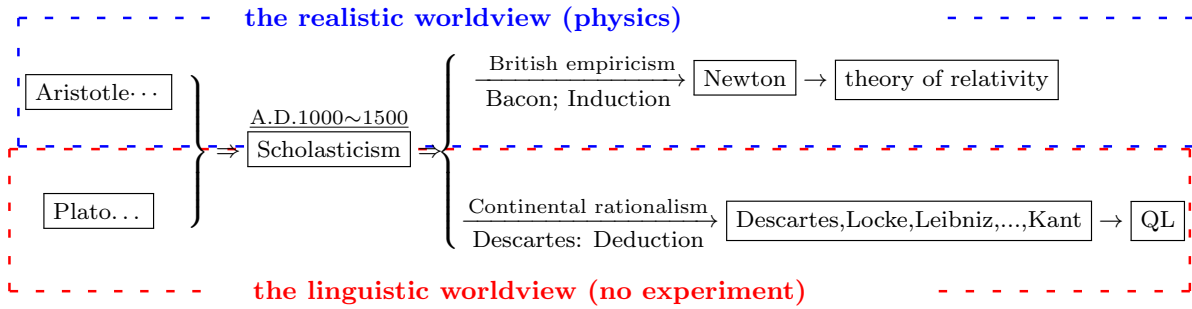 the realistic worldview (physics)
British empiricism
Aristotle··· Newton → theory of relativity
Bacon; Induction
A.D.1000~1500
⇒ Scholasticism ⇒
Plato... Continental rationalism
Descartes,Locke,Leibniz,...,Kant → QL
Descartes: Deduction
the linguistic worldview (no experiment)